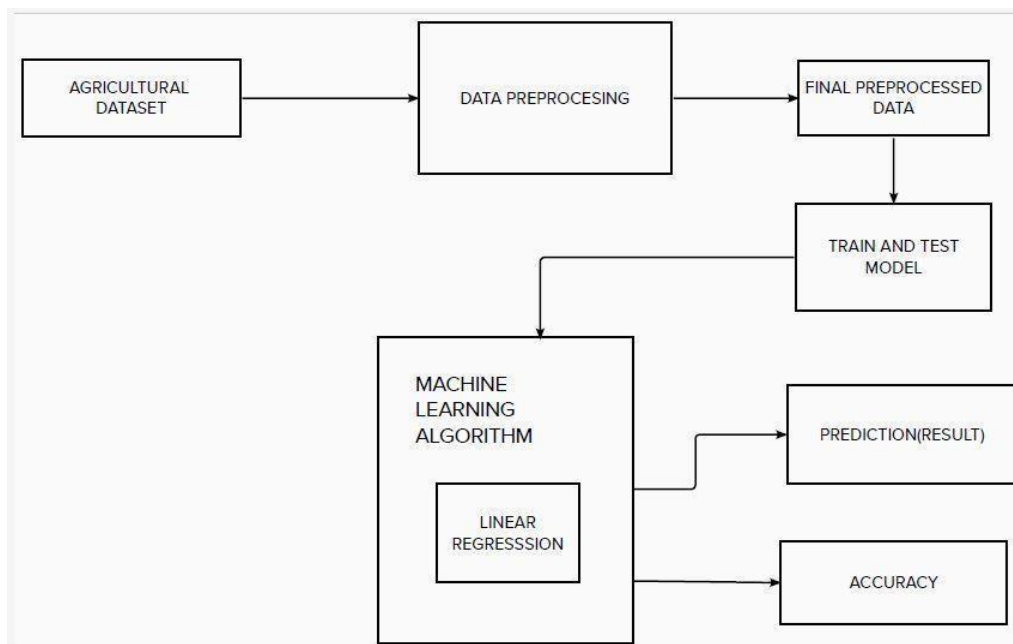 AGRICULTURAL
DATASET
DATA PREPROCESING
FINAL PREPROCESSED
DATA
TRAIN AND TEST
MODEL
MACHINE
LEARNING
ALGORITHM
LINEAR
REGRESSSION
PREDICTION(RESULT)
ACCURACY